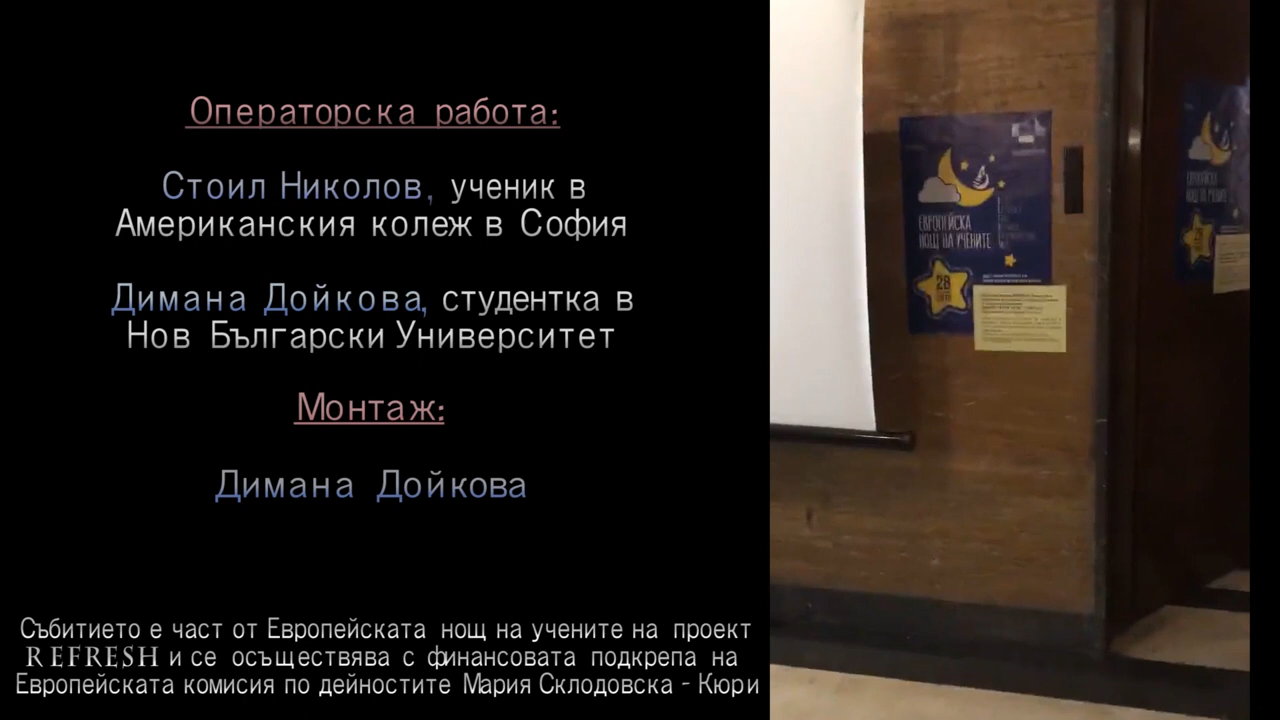 Операторска работа:
Стоил Николов, ученик в
Американския колеж в София
Димана Дойкова, студентка в
Нов Български Университет
Монтаж:
Димана Дойкова
Събитието е част от Европейската нощ на учените на проект
REFRESH и се осъществява с финансовата подкрепа на
Европейската комисия по дейностите Мария Склодовска - Кюри
ЕВРОПЕЙСКА
НОЩ НА УЧЕНИТЕ
28